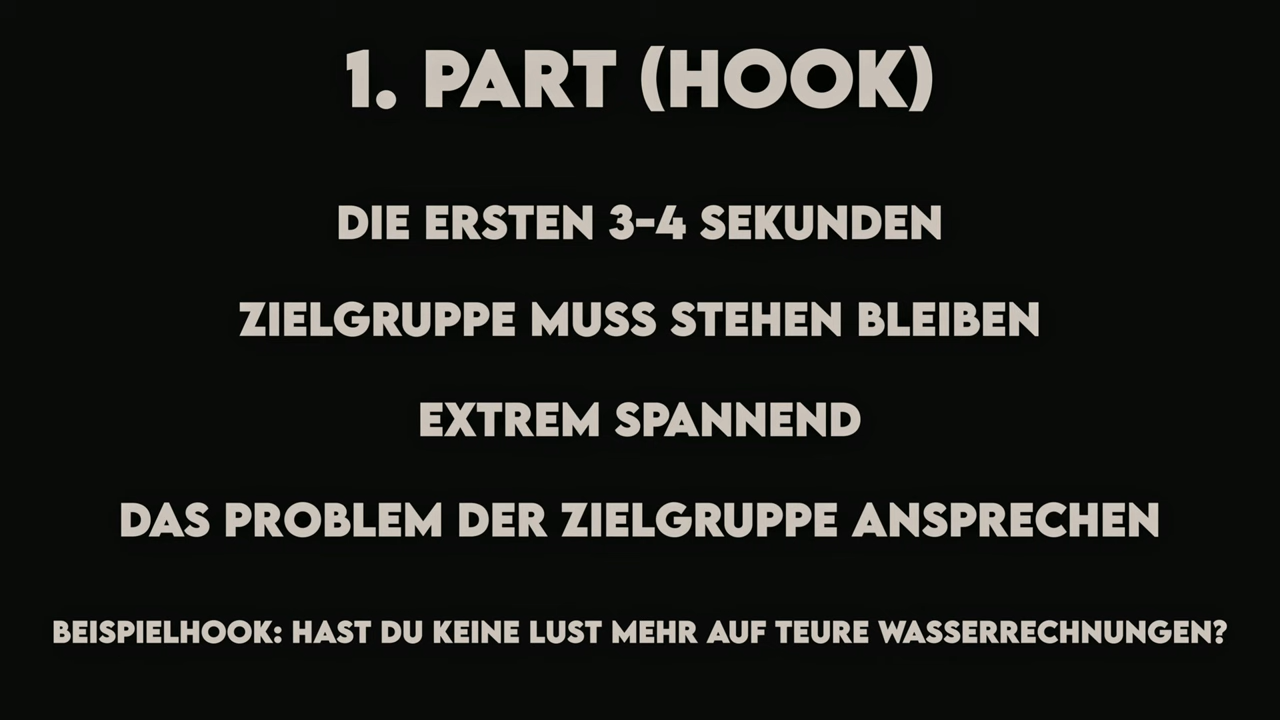 1. PART (HOOK)
DIE ERSTEN 3-4 SEKUNDEN
ZIELGRUPPE MUSS STEHEN BLEIBEN
EXTREM SPANNEND
DAS PROBLEM DER ZIELGRUPPE ANSPRECHEN
BEISPIELHOOK: HAST DU KEINE LUST MEHR AUF TEURE WASSERRECHNUNGEN?